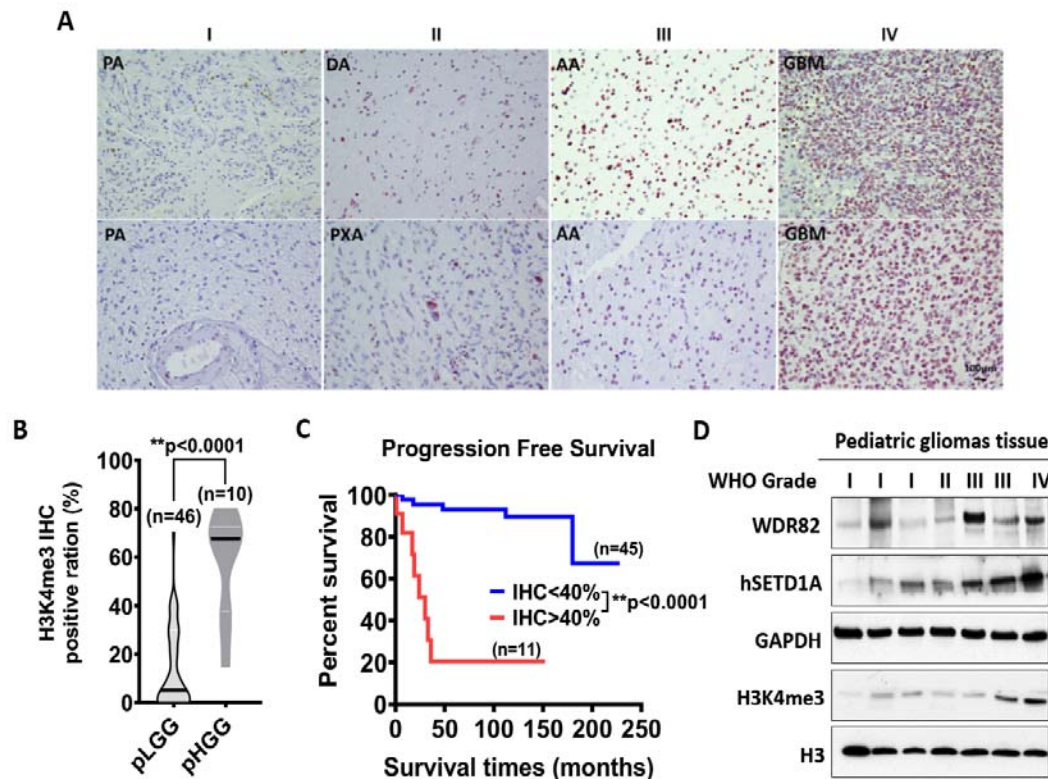 A
I II III IV
PA DA AA GBM
PA PXA AA GBM
100μm
B
H3K4me3 IHC
positive ration (%)
**p<0.0001
(n=46) (n=10)
100
80
60
40
20
0
pLGG pHGG
C
Progression Free Survival
Percent survival
100
80
60
40
20
0
(n=45)
IHC<40%
IHC>40%
**p<0.0001
(n=11)
0 50 100 150 200 250
Survival times (months)
D
Pediatric gliomas tissue
WHO Grade I I I II III III IV
WDR82
hSETD1A
GAPDH
H3K4me3
H3